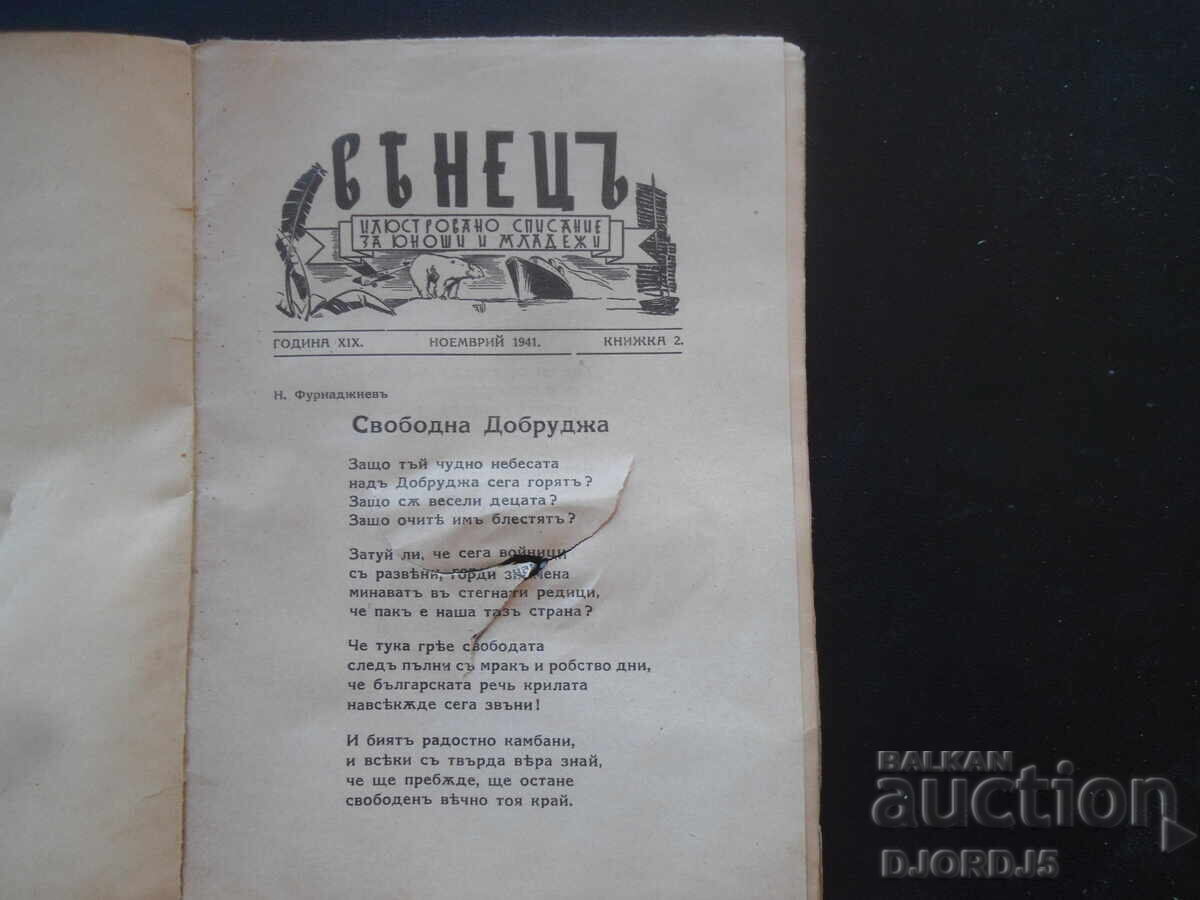 ВѢНЕЦЪ
ИЛЮСТРОВАНО СПИСАНИЕ
ЗА ЮНОШИ И МЛАДЕЖИ
ГОДИНА XIX. НОЕМВРИЙ 1941. КНИЖКА 2.
Н. Фурнаджиевъ
Свободна Добруджа
Защо тъй чудно небесата
надъ Добруджа сега горятъ?
Защо сѫ весели децата?
Защо очитѣ имъ блестятъ?
Затуй ли, че сега войници
съ развѣни, горди знамена
минаватъ въ стегнати редици,
че пакъ е наша тазъ страна?
Че тука грѣе свободата
следъ пълни съ мракъ и робство дни,
че българската речь крилата
навсѣкѫде сега звъни!
И биятъ радостно камбани,
и всѣки съ твърда вѣра знай,
че ще пребѫде, ще остане
свободенъ вѣчно тоя край.
BALKAN
auction
DJORDJ5